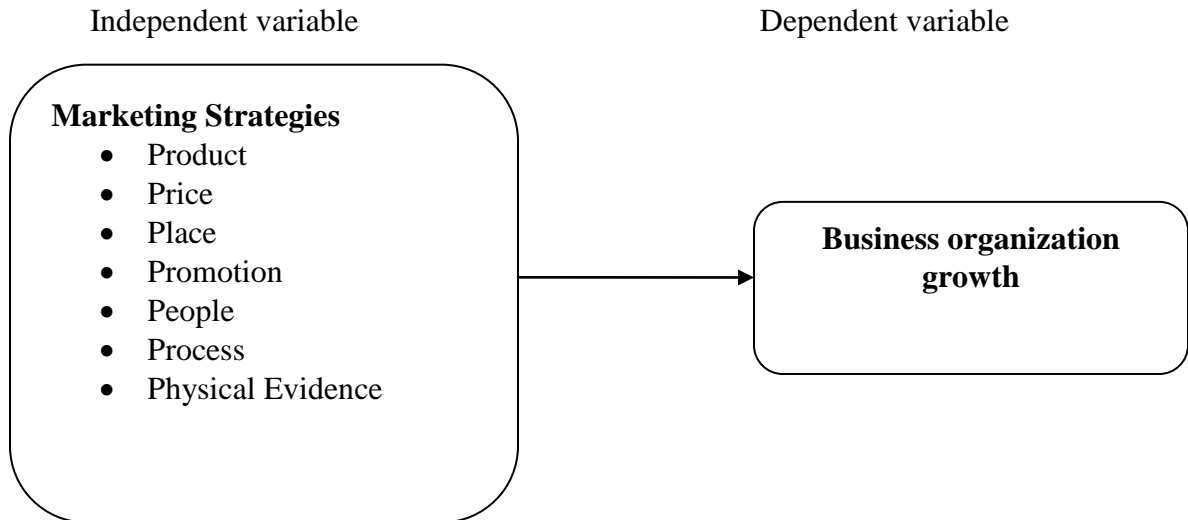 Independent variable
Dependent variable
Marketing Strategies
• Product
• Price
• Place
• Promotion
• People
• Process
• Physical Evidence
Business organization
growth